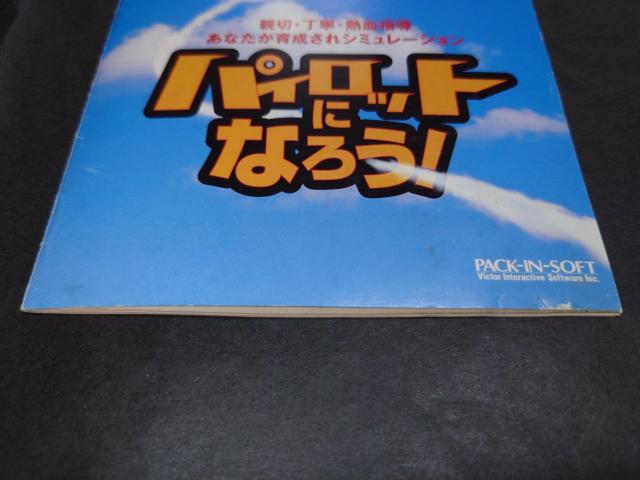 親切・丁寧・熱血指導
あなたが育成されシミュレーション
パイロット
に
なろう!
PACK-IN-SOFT
Victor Interactive Software Inc.